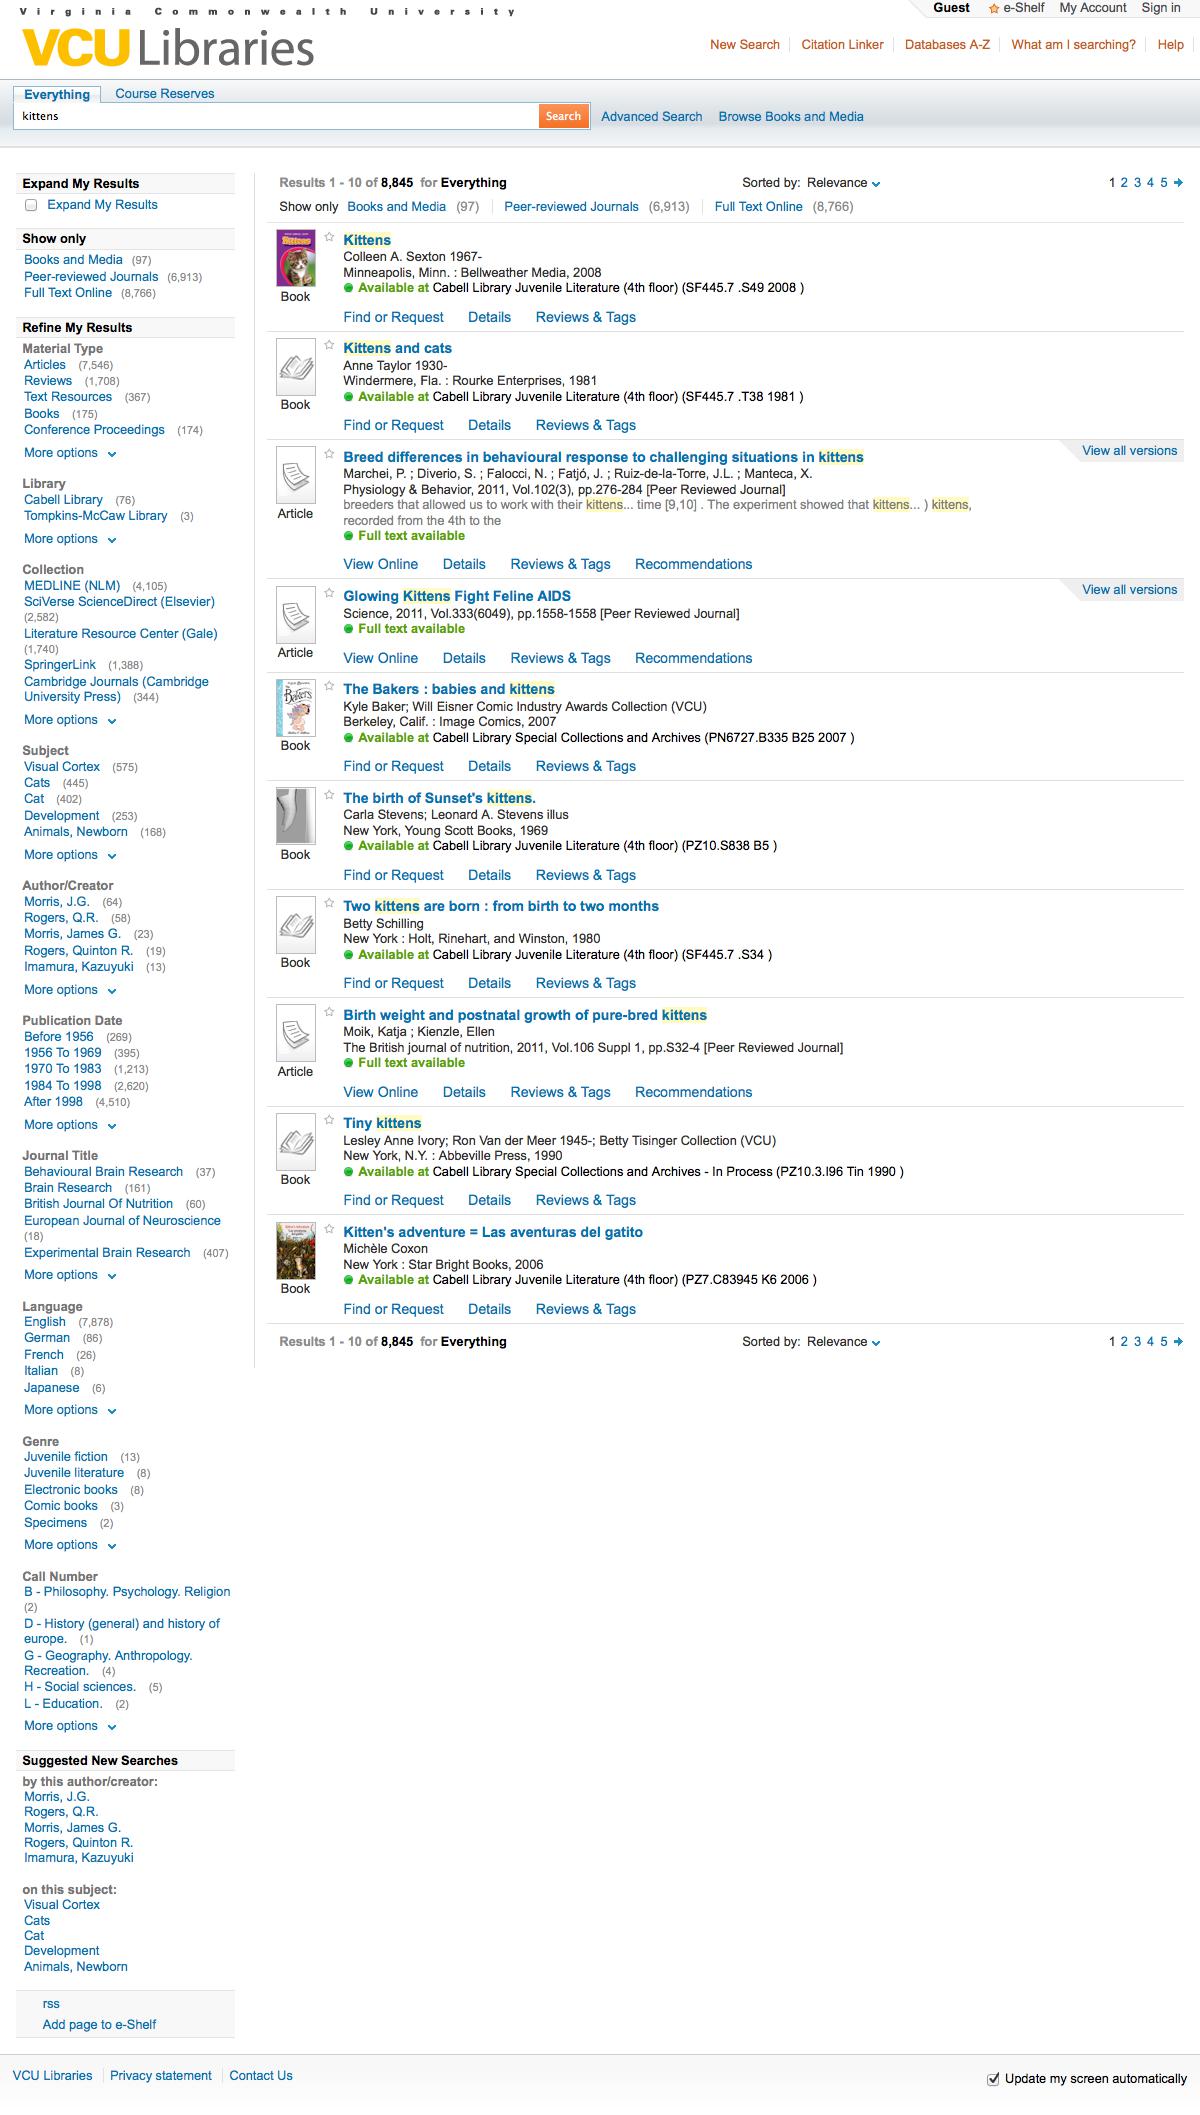 Virginia Commonwealth University
VCU Libraries
Guest e-Shelf My Account Sign in
New Search Citation Linker Databases A-Z What am I searching? Help
Everything Course Reserves
kittens Search Advanced Search Browse Books and Media
Expand My Results
Expand My Results
Show only
Books and Media (97)
Peer-reviewed Journals (6,913)
Full Text Online (8,766)
Refine My Results
Material Type
Articles (7,546)
Reviews (1,708)
Text Resources (367)
Books (175)
Conference Proceedings (174)
More options
Library
Cabell Library (76)
Tompkins-McCaw Library (3)
More options
Collection
MEDLINE (NLM) (4,105)
SciVerse ScienceDirect (Elsevier)
(2,582)
Literature Resource Center (Gale)
(1,740)
SpringerLink (1,388)
Cambridge Journals (Cambridge
University Press) (344)
More options
Subject
Visual Cortex (575)
Cats (445)
Cat (402)
Development (253)
Animals, Newborn (168)
More options
Author/Creator
Morris, J.G. (64)
Rogers, Q.R. (58)
Morris, James G. (23)
Rogers, Quinton R. (19)
Imamura, Kazuyuki (13)
More options
Publication Date
Before 1956 (269)
1956 To 1969 (395)
1970 To 1983 (1,213)
1984 To 1998 (2,620)
After 1998 (4,510)
More options
Journal Title
Behavioural Brain Research (37)
Brain Research (161)
British Journal Of Nutrition (60)
European Journal of Neuroscience
(18)
Experimental Brain Research (407)
More options
Language
English (7,878)
German (86)
French (26)
Italian (8)
Japanese (6)
More options
Genre
Juvenile fiction (13)
Juvenile literature (8)
Electronic books (8)
Comic books (3)
Specimens (2)
More options
Call Number
B - Philosophy. Psychology. Religion
(2)
D - History (general) and history of
europe. (1)
G - Geography. Anthropology.
Recreation. (4)
H - Social sciences. (5)
L - Education. (2)
More options
Suggested New Searches
by this author/creator:
Morris, J.G.
Rogers, Q.R.
Morris, James G.
Rogers, Quinton R.
Imamura, Kazuyuki
on this subject:
Visual Cortex
Cats
Cat
Development
Animals, Newborn
rss
Add page to e-Shelf
Results 1 - 10 of 8,845 for Everything Sorted by: Relevance 1 2 3 4 5
Show only Books and Media (97) Peer-reviewed Journals (6,913) Full Text Online (8,766)
Kittens
Colleen A. Sexton 1967-
Minneapolis, Minn. : Bellweather Media, 2008
Available at Cabell Library Juvenile Literature (4th floor) (SF445.7 .S49 2008 )
Book
Find or Request Details Reviews & Tags
Kittens and cats
Anne Taylor 1930-
Windermere, Fla. : Rourke Enterprises, 1981
Available at Cabell Library Juvenile Literature (4th floor) (SF445.7 .T38 1981 )
Book
Find or Request Details Reviews & Tags
View all versions
Breed differences in behavioural response to challenging situations in kittens
Marchei, P. ; Diverio, S. ; Falocci, N. ; Fatjó, J. ; Ruiz-de-la-Torre, J.L. ; Manteca, X.
Physiology & Behavior, 2011, Vol.102(3), pp.276-284 [Peer Reviewed Journal]
breeders that allowed us to work with their kittens... time [9,10] . The experiment showed that kittens... ) kittens,
Article
recorded from the 4th to the
Full text available
View Online Details Reviews & Tags Recommendations
View all versions
Glowing Kittens Fight Feline AIDS
Science, 2011, Vol.333(6049), pp.1558-1558 [Peer Reviewed Journal]
Full text available
Article
View Online Details Reviews & Tags Recommendations
The Bakers : babies and kittens
Bakers
Kyle Baker; Will Eisner Comic Industry Awards Collection (VCU)
Berkeley, Calif. : Image Comics, 2007
Available at Cabell Library Special Collections and Archives (PN6727.B335 B25 2007 )
Book
Find or Request Details Reviews & Tags
The birth of Sunset's kittens.
Carla Stevens; Leonard A. Stevens illus
New York, Young Scott Books, 1969
Available at Cabell Library Juvenile Literature (4th floor) (PZ10.S838 B5 )
Book
Find or Request Details Reviews & Tags
Two kittens are born : from birth to two months
Betty Schilling
New York : Holt, Rinehart, and Winston, 1980
Available at Cabell Library Juvenile Literature (4th floor) (SF445.7 .S34 )
Book
Find or Request Details Reviews & Tags
Birth weight and postnatal growth of pure-bred kittens
Moik, Katja ; Kienzle, Ellen
The British journal of nutrition, 2011, Vol.106 Suppl 1, pp.S32-4 [Peer Reviewed Journal]
Full text available
Article
View Online Details Reviews & Tags Recommendations
Tiny kittens
Lesley Anne Ivory; Ron Van der Meer 1945-; Betty Tisinger Collection (VCU)
New York, N.Y. : Abbeville Press, 1990
Available at Cabell Library Special Collections and Archives - In Process (PZ10.3.I96 Tin 1990 )
Book
Find or Request Details Reviews & Tags
Kitten's adventure = Las aventuras del gatito
Michèle Coxon
New York : Star Bright Books, 2006
Available at Cabell Library Juvenile Literature (4th floor) (PZ7.C83945 K6 2006 )
Book
Find or Request Details Reviews & Tags
Results 1 - 10 of 8,845 for Everything Sorted by: Relevance 1 2 3 4 5
VCU Libraries Privacy statement Contact Us Update my screen automatically